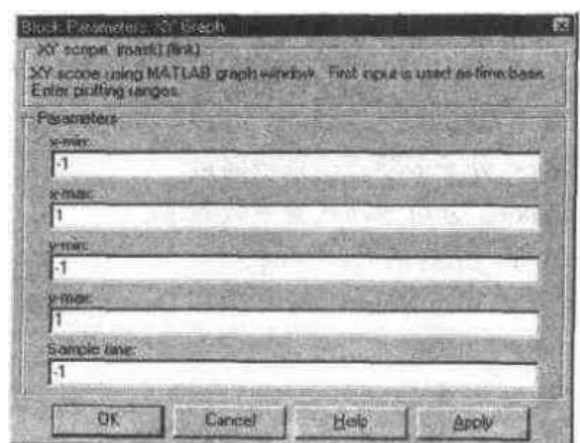 Block Parameters: XY Graph
XY scope. (mask) (link)
XY scope using MATLAB graph window. First input is used as time base.
Enter plotting ranges.
Parameters
x-min:
-1
x-max:
1
y-min:
-1
y-max:
1
Sample time:
-1
OK
Cancel
Help
Apply